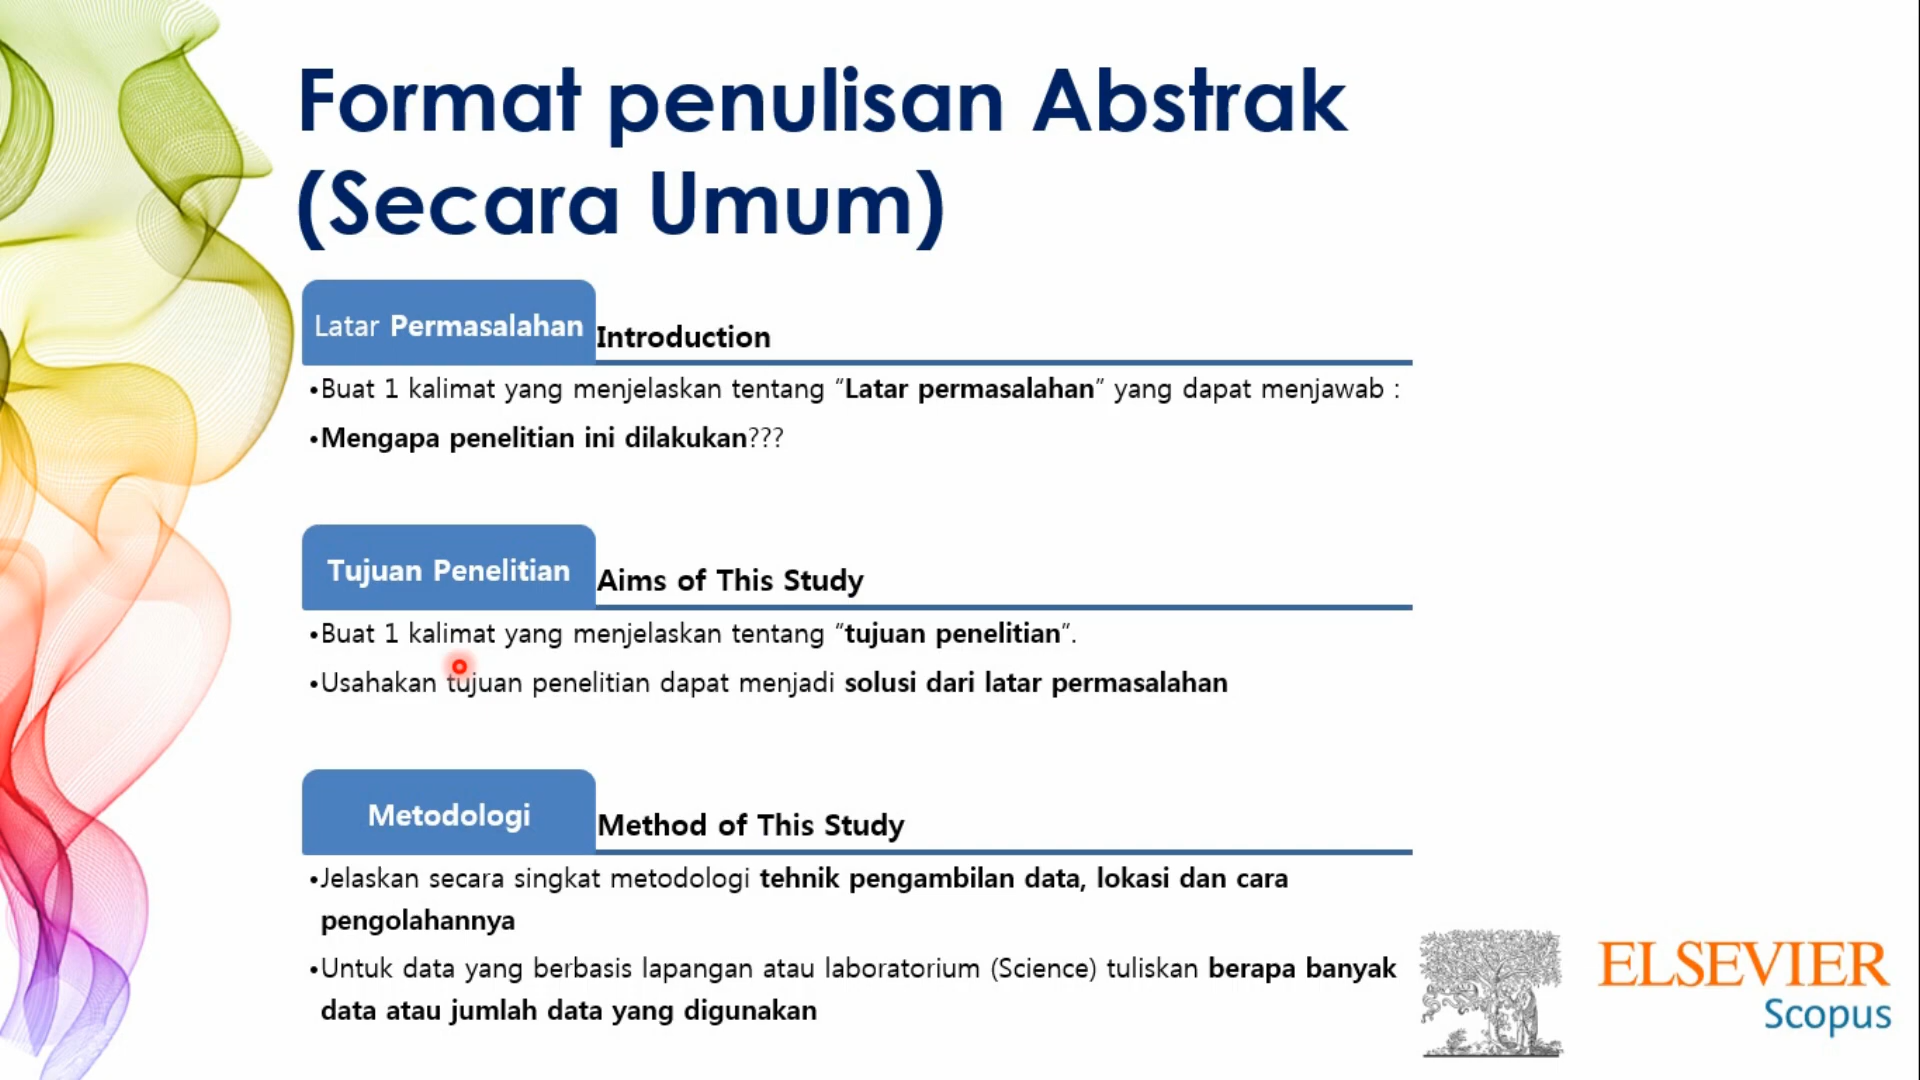 Format penulisan Abstrak
(Secara Umum)
Latar Permasalahan
Introduction
•Buat 1 kalimat yang menjelaskan tentang “Latar permasalahan” yang dapat menjawab :
•Mengapa penelitian ini dilakukan???
Tujuan Penelitian
Aims of This Study
•Buat 1 kalimat yang menjelaskan tentang “tujuan penelitian”.
•Usahakan tujuan penelitian dapat menjadi solusi dari latar permasalahan
Metodologi
Method of This Study
•Jelaskan secara singkat metodologi tehnik pengambilan data, lokasi dan cara
pengolahannya
•Untuk data yang berbasis lapangan atau laboratorium (Science) tuliskan berapa banyak
data atau jumlah data yang digunakan
ELSEVIER
Scopus